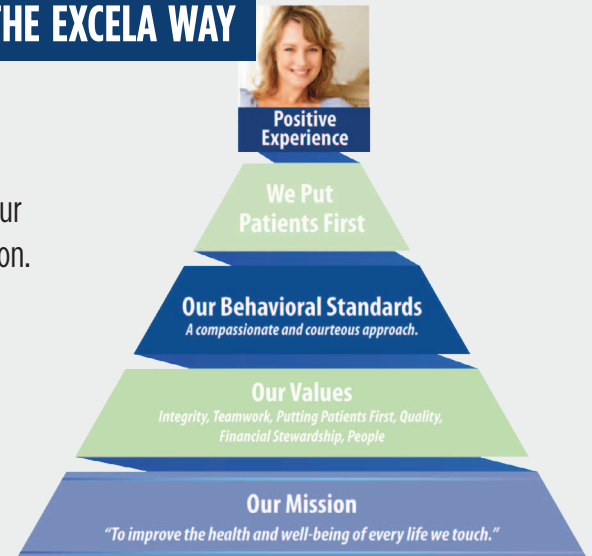 THE EXCELA WAY
Positive
Experience
We Put
Patients First
ur
on.
Our Behavioral Standards
A compassionate and courteous approach.
Our Values
Integrity, Teamwork, Putting Patients First, Quality,
Financial Stewardship, People
Our Mission
“To improve the health and well-being of every life we touch.”